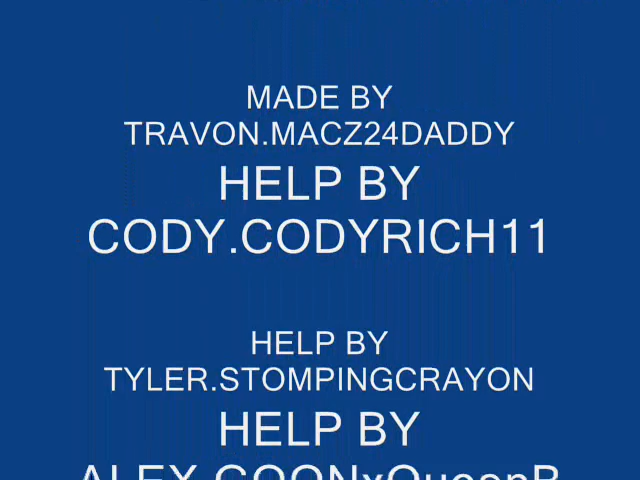 MADE BY
TRAVON.MACZ24DADDY
HELP BY
CODY.CODYRICH11
HELP BY
TYLER.STOMPINGCRAYON
HELP BY